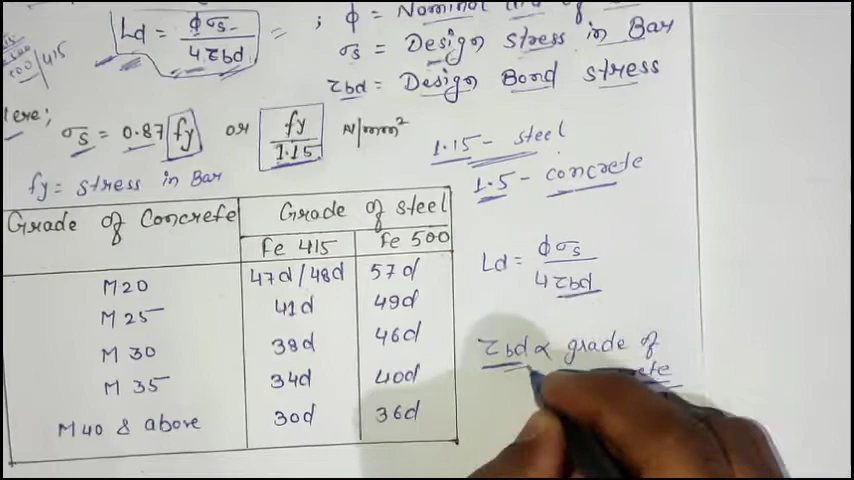 Ld = ϕσs / 4τbd = ; ϕ = Nominal
σs = Design stress in Bar
τbd = Design Bond stress
500/415
Here;
σs = 0.87 fy or fy/1.15 N/mm²
1.15 - steel
1.5 - concrete
fy = stress in Bar
Grade of Concrete Grade of steel
Fe 415 Fe 500
M20 47d/48d 57d
M25 41d 49d
M30 38d 46d
M35 34d 40d
M40 & above 30d 36d
Ld = ϕσs / 4τbd
τbd ∝ grade of